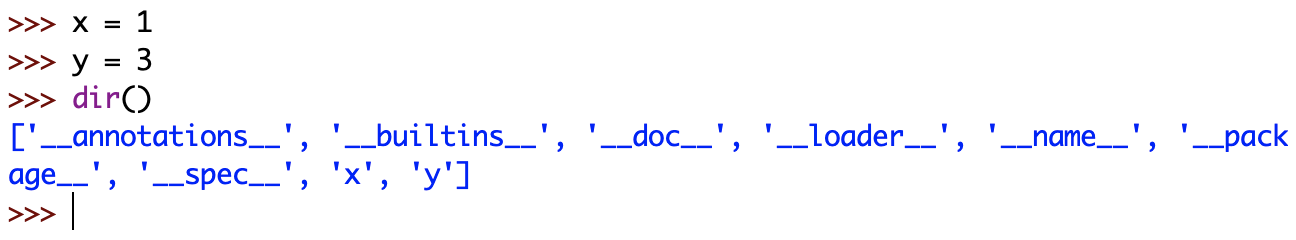 >>> x = 1
>>> y = 3
>>> dir()
['__annotations__', '__builtins__', '__doc__', '__loader__', '__name__', '__pack
age__', '__spec__', 'x', 'y']
>>>